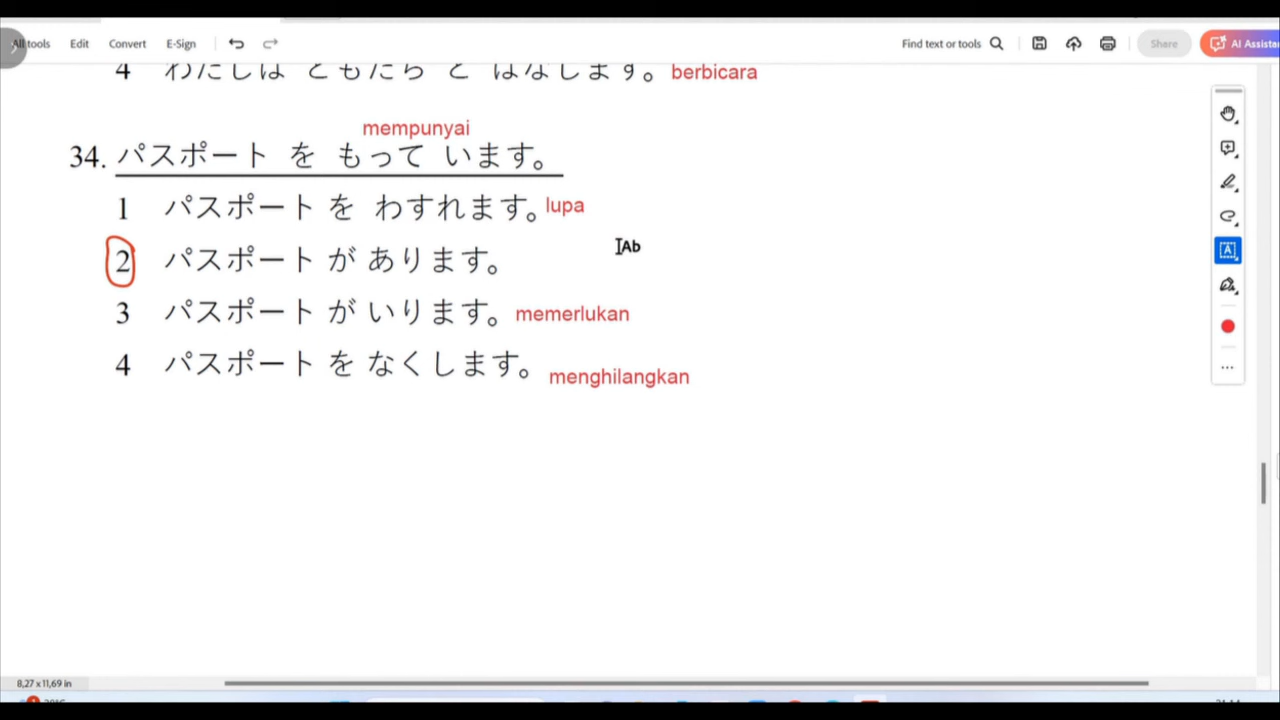 All tools Edit Convert E-Sign Find text or tools Share AI Assista
4 わたしは ともだち と はなします。 berbicara
mempunyai
34. パスポート を もって います。
1 パスポート を わすれます。 lupa
2 パスポート が あります。
Ab
3 パスポート が いります。 memerlukan
4 パスポート を なくします。 menghilangkan
8,27 x 11,69 in